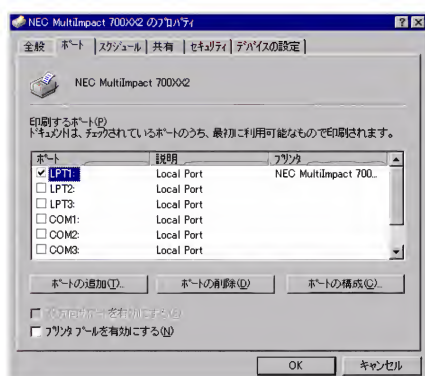 NEC MultiImpact 700XX2 のプロパティ
全般 ポート スケジュール 共有 セキュリティ デバイスの設定
NEC MultiImpact 700XX2
印刷するポート(P)
ドキュメントは、チェックされているポートのうち、最初に利用可能なもので印刷されます。
ポート 説明 プリンタ
LPT1: Local Port NEC MultiImpact 700...
LPT2: Local Port
LPT3: Local Port
COM1: Local Port
COM2: Local Port
COM3: Local Port
ポートの追加(T)... ポートの削除(D) ポートの構成(C)...
プリンタ プールを有効にする(N)
OK キャンセル